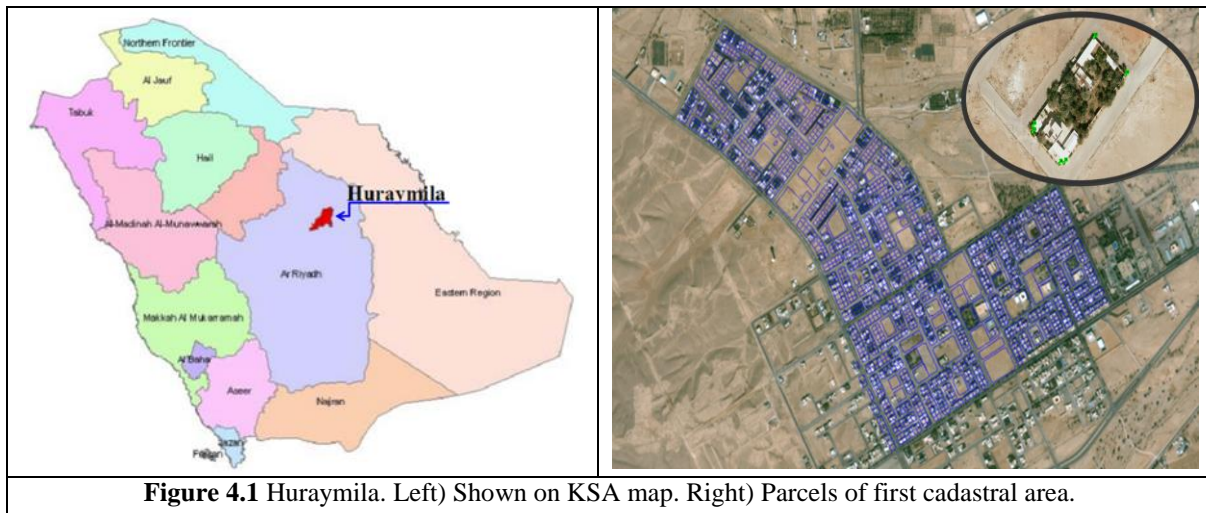 Northern Frontier
Al Jauf
Tabuk
Hail
Huraymila
Al-Madinah Al-Munawwarah
Ar Riyadh
Eastern Region
Makkah Al Mukarramah
Al Bahar
Aseer
Najran
Jazan
Figure 4.1 Huraymila. Left) Shown on KSA map. Right) Parcels of first cadastral area.